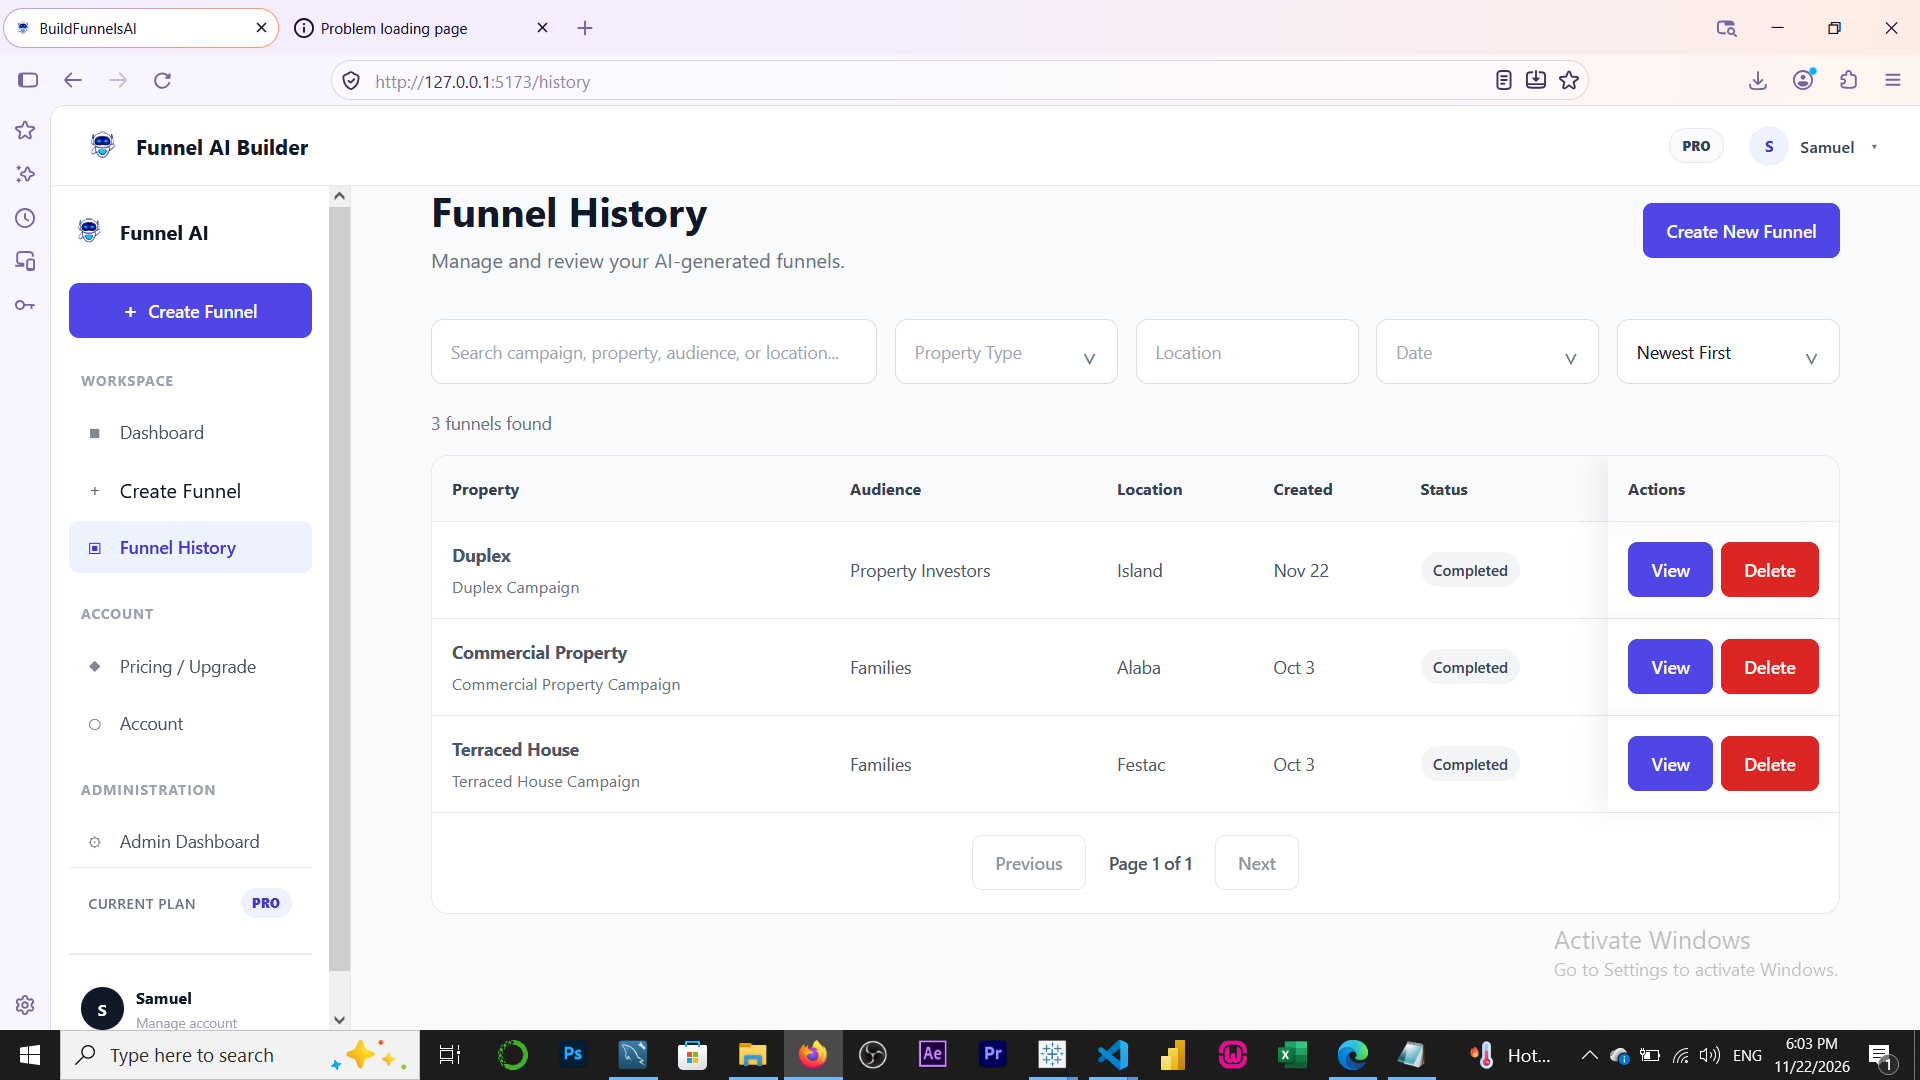 BuildFunnelsAI
Problem loading page
http://127.0.0.1:5173/history
Funnel AI Builder
PRO
S
Samuel
Funnel AI
+ Create Funnel
WORKSPACE
Dashboard
+ Create Funnel
Funnel History
ACCOUNT
Pricing / Upgrade
Account
ADMINISTRATION
Admin Dashboard
CURRENT PLAN PRO
S
Samuel
Manage account
Funnel History
Manage and review your AI-generated funnels.
Create New Funnel
Search campaign, property, audience, or location...
Property Type
Location
Date
Newest First
3 funnels found
Property Audience Location Created Status Actions
Duplex
Duplex Campaign
Property Investors Island Nov 22 Completed View Delete
Commercial Property
Commercial Property Campaign
Families Alaba Oct 3 Completed View Delete
Terraced House
Terraced House Campaign
Families Festac Oct 3 Completed View Delete
Previous Page 1 of 1 Next
Activate Windows
Go to Settings to activate Windows.
Type here to search
Ps
Ae
Pr
Hot...
ENG
6:03 PM
11/22/2026
1